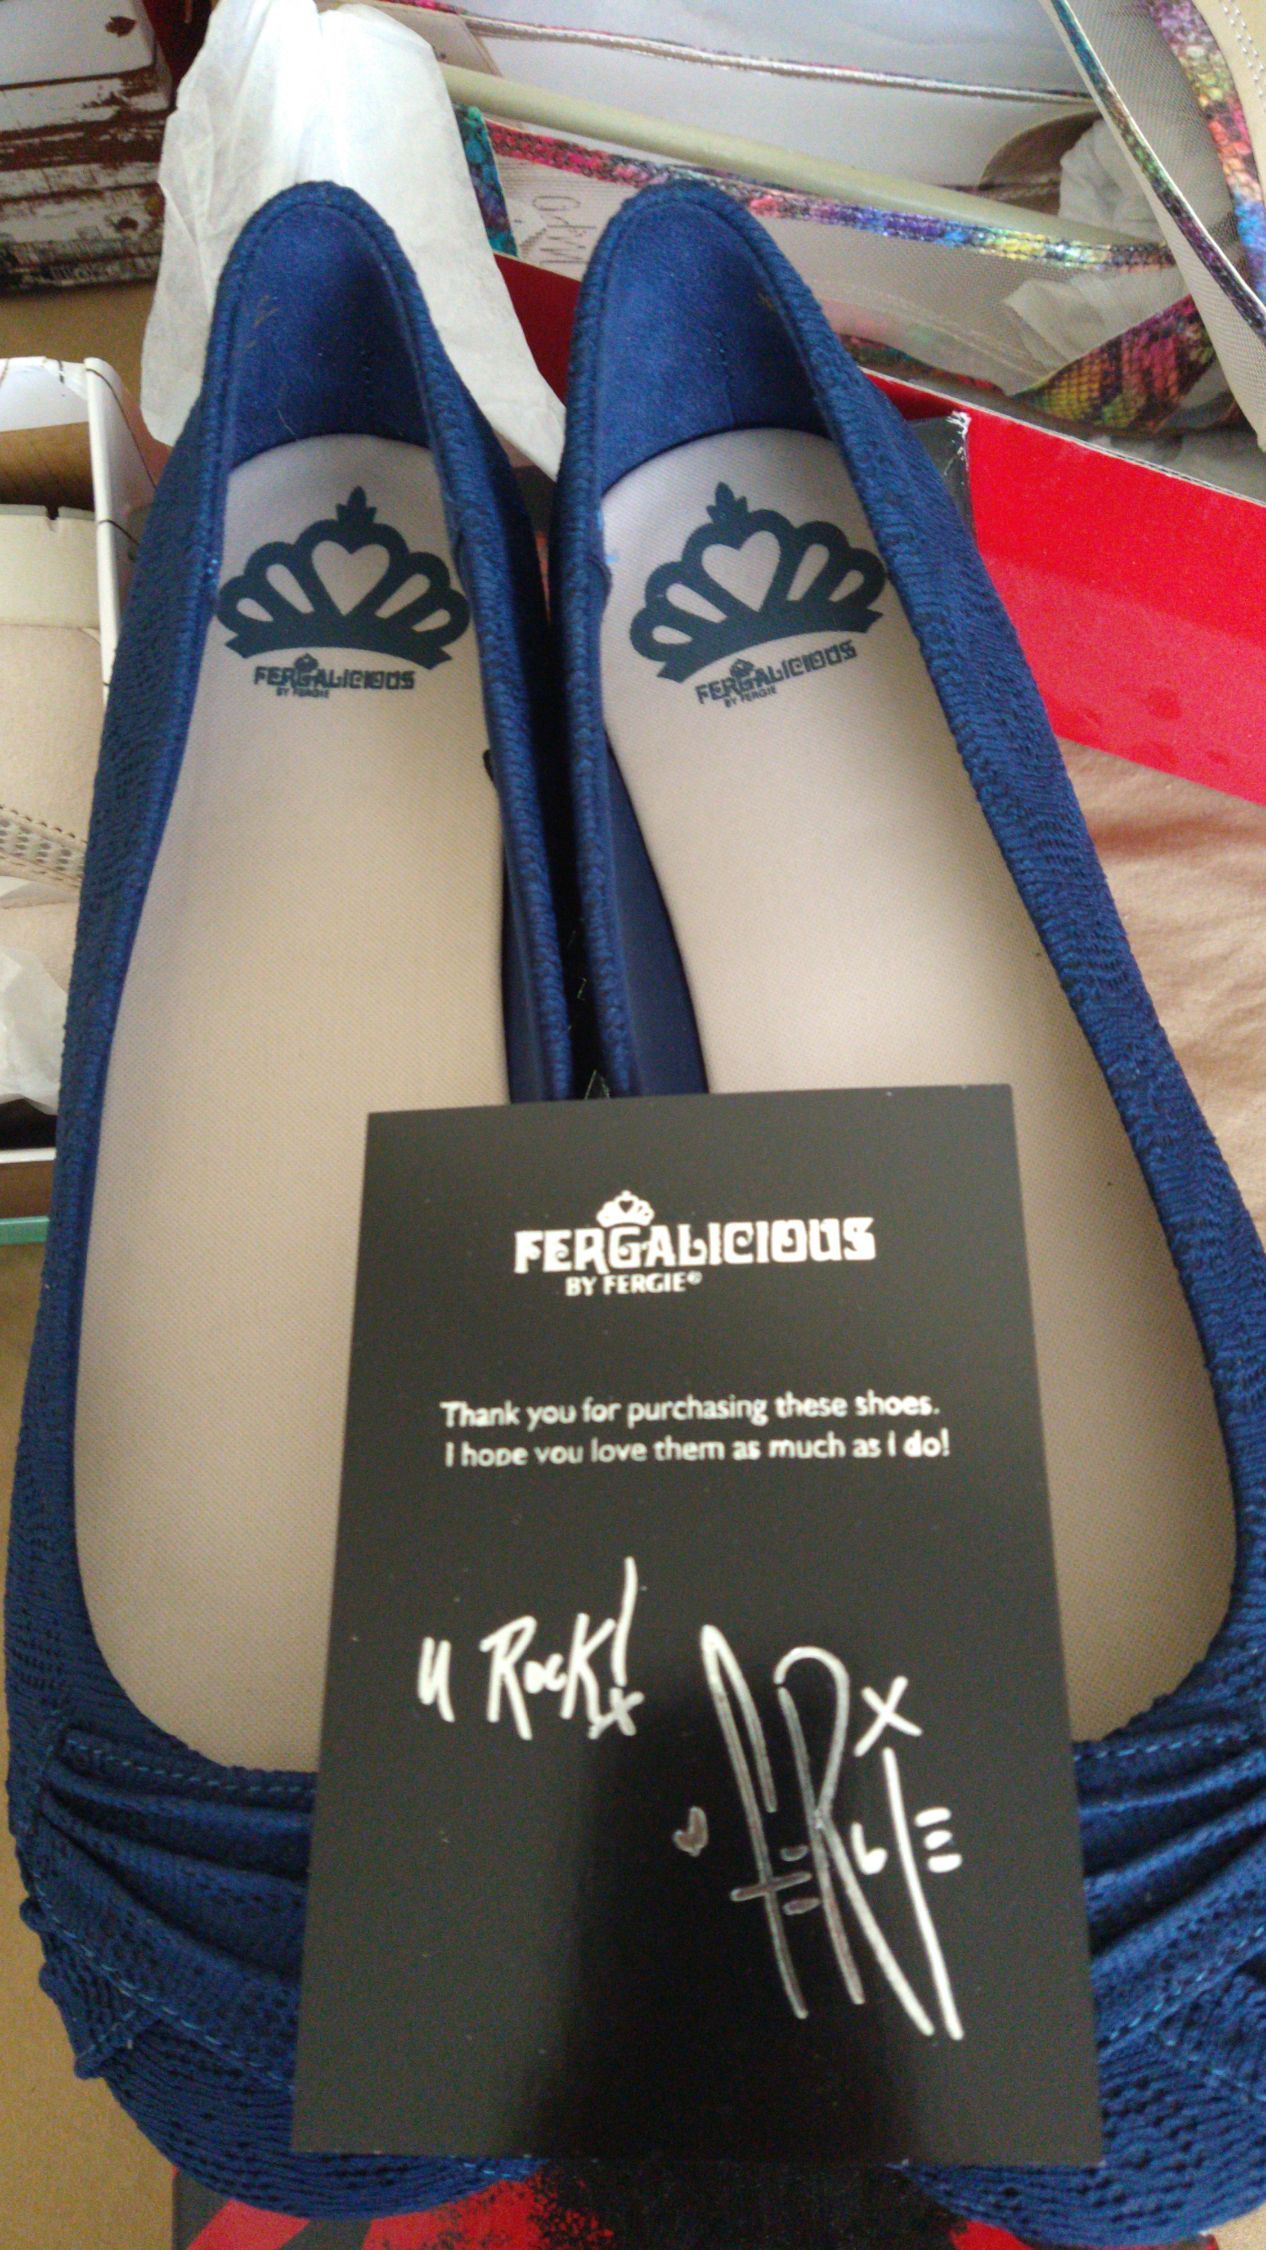 FERGALICIOUS
BY FERGIE
FERGALICIOUS
BY FERGIE
FERGALICIOUS
BY FERGIE®
Thank you for purchasing these shoes.
I hope you love them as much as I do!
U RocK! x
FERGIE x